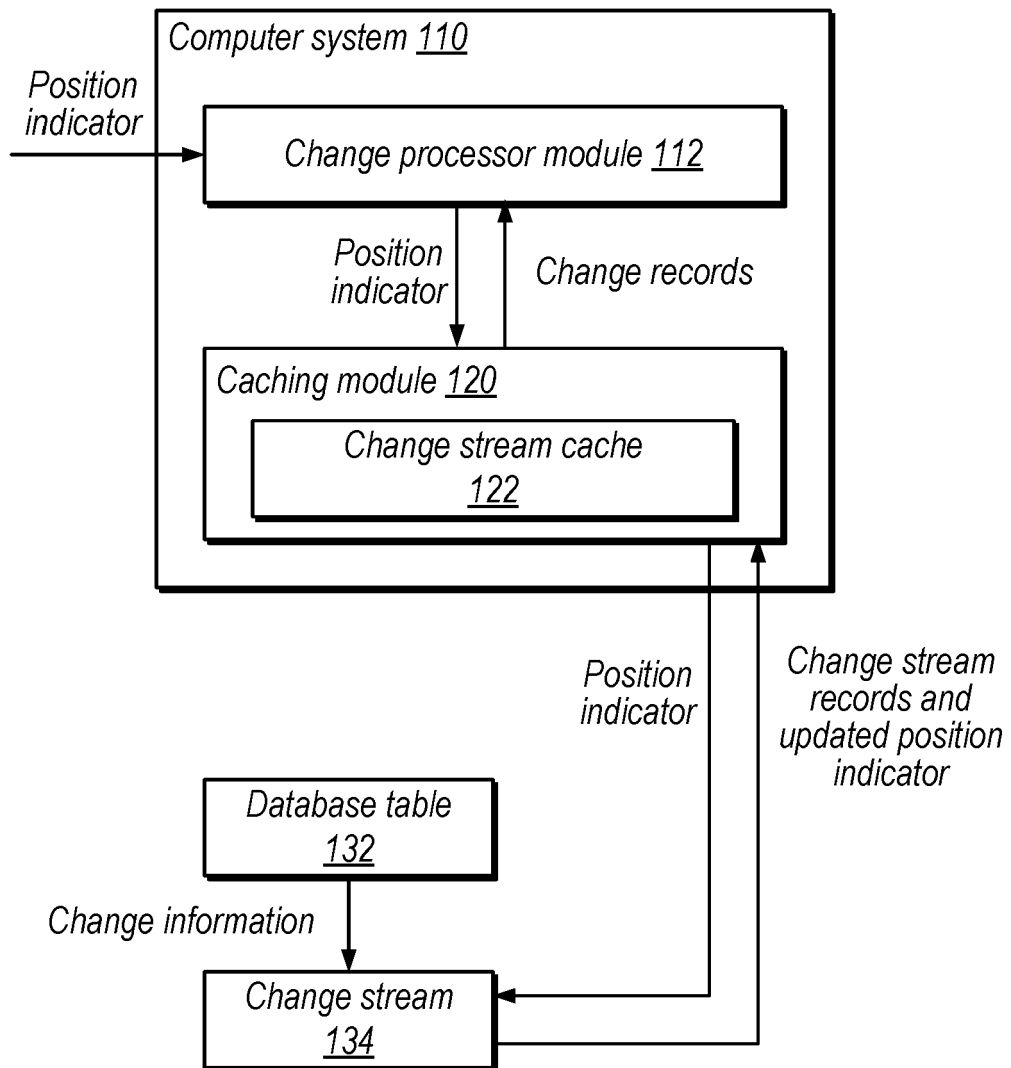 Computer system 110
Position
indicator
Change processor module 112
Position
indicator
Change records
Caching module 120
Change stream cache
122
Position
indicator
Change stream
records and
updated position
indicator
Database table
132
Change information
Change stream
134